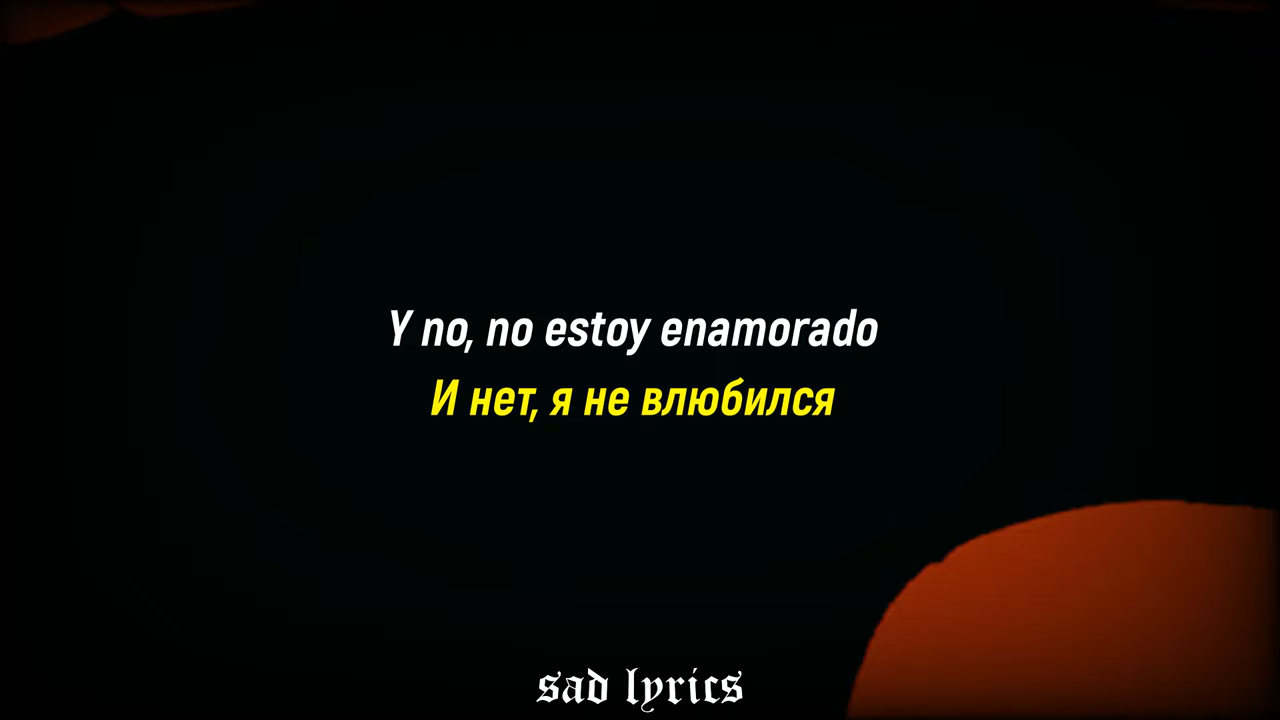 Y no, no estoy enamorado
И нет, я не влюбился
sad lyrics